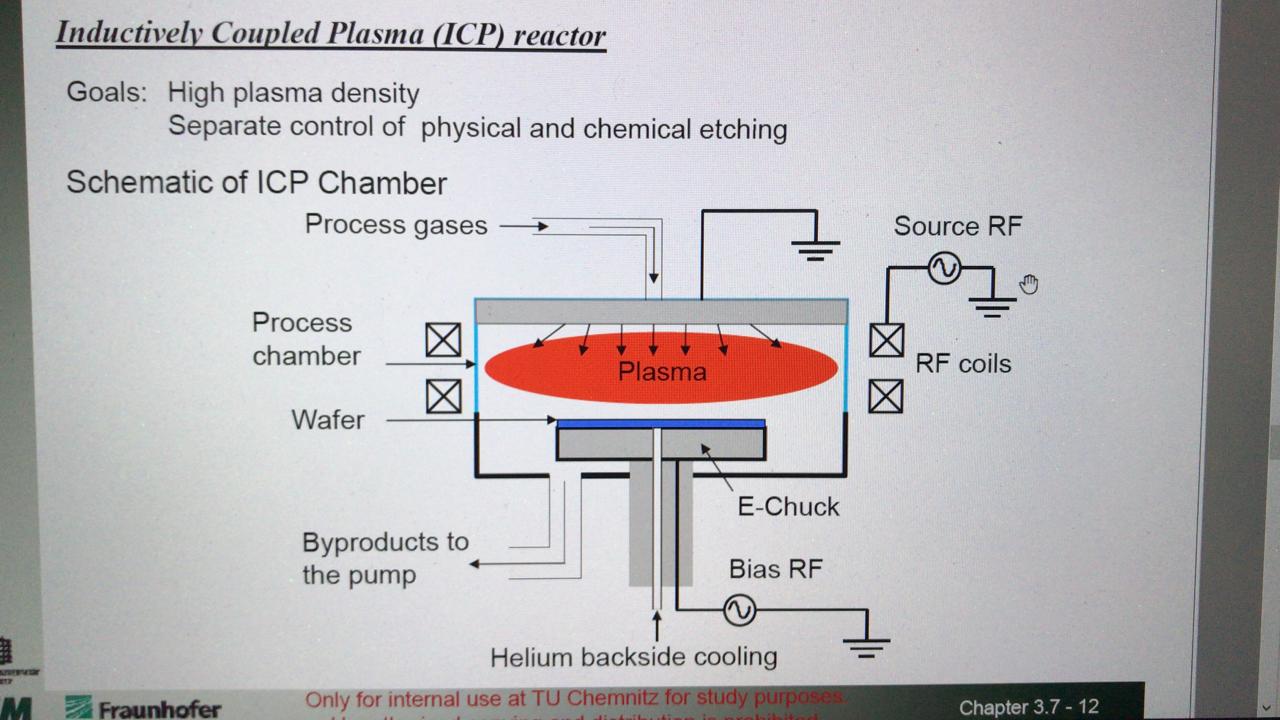 Inductively Coupled Plasma (ICP) reactor
Goals: High plasma density
Separate control of physical and chemical etching
Schematic of ICP Chamber
Process gases
Source RF
Process
chamber
RF coils
Plasma
Wafer
E-Chuck
Byproducts to
the pump
Bias RF
Helium backside cooling
Only for internal use at TU Chemnitz for study purposes.
Fraunhofer
Chapter 3.7 - 12